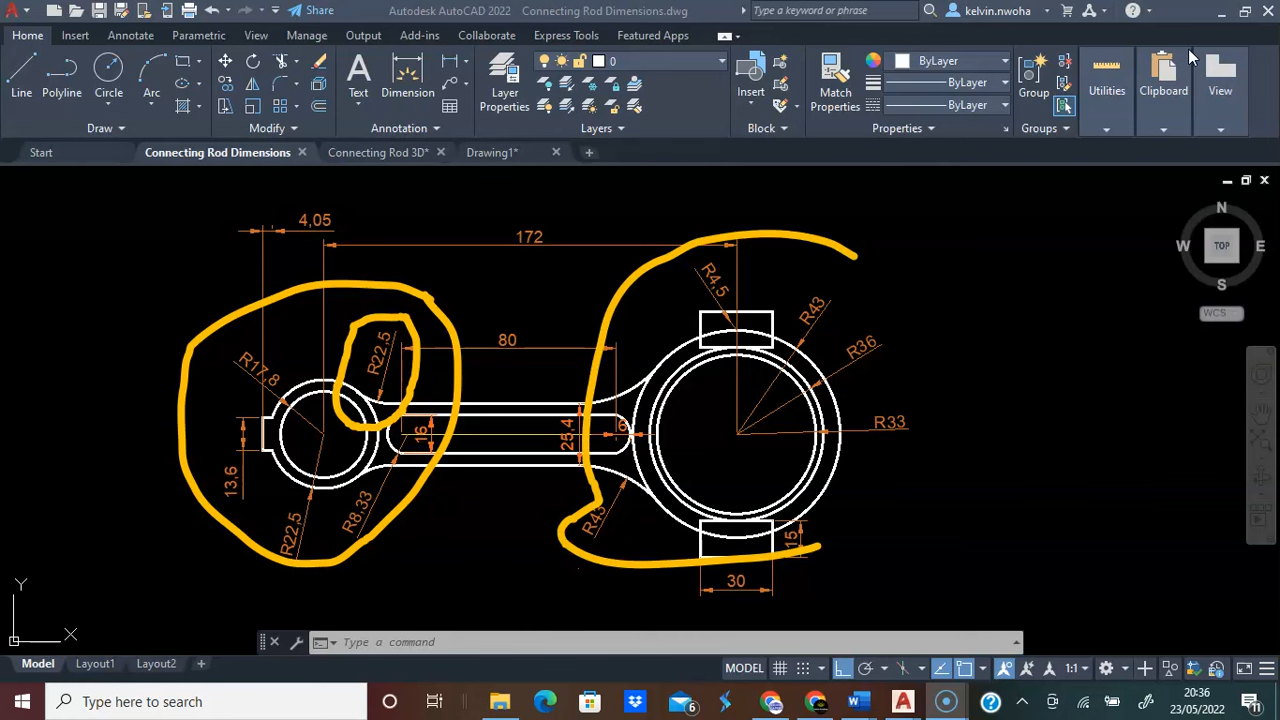 Share
Autodesk AutoCAD 2022 Connecting Rod Dimensions.dwg
Type a keyword or phrase
kelvin.nwoha
Home Insert Annotate Parametric View Manage Output Add-ins Collaborate Express Tools Featured Apps
0
ByLayer
ByLayer
ByLayer
Line Polyline Circle Arc
Text Dimension
Layer Properties
Insert
Match Properties
Group
Utilities
Clipboard
View
Draw Modify Annotation Layers Block Properties Groups
Start Connecting Rod Dimensions Connecting Rod 3D* Drawing1*
N
W TOP E
S
WCS
4,05
172
R4,5
R43
R36
R22,5
80
R17,8
R33
16
25,4
6
13,6
R8,33
R43
R22,5
15
30
Y
X
Type a command
Model Layout1 Layout2
MODEL
1:1
Type here to search
W
A
6
20:36
23/05/2022
11